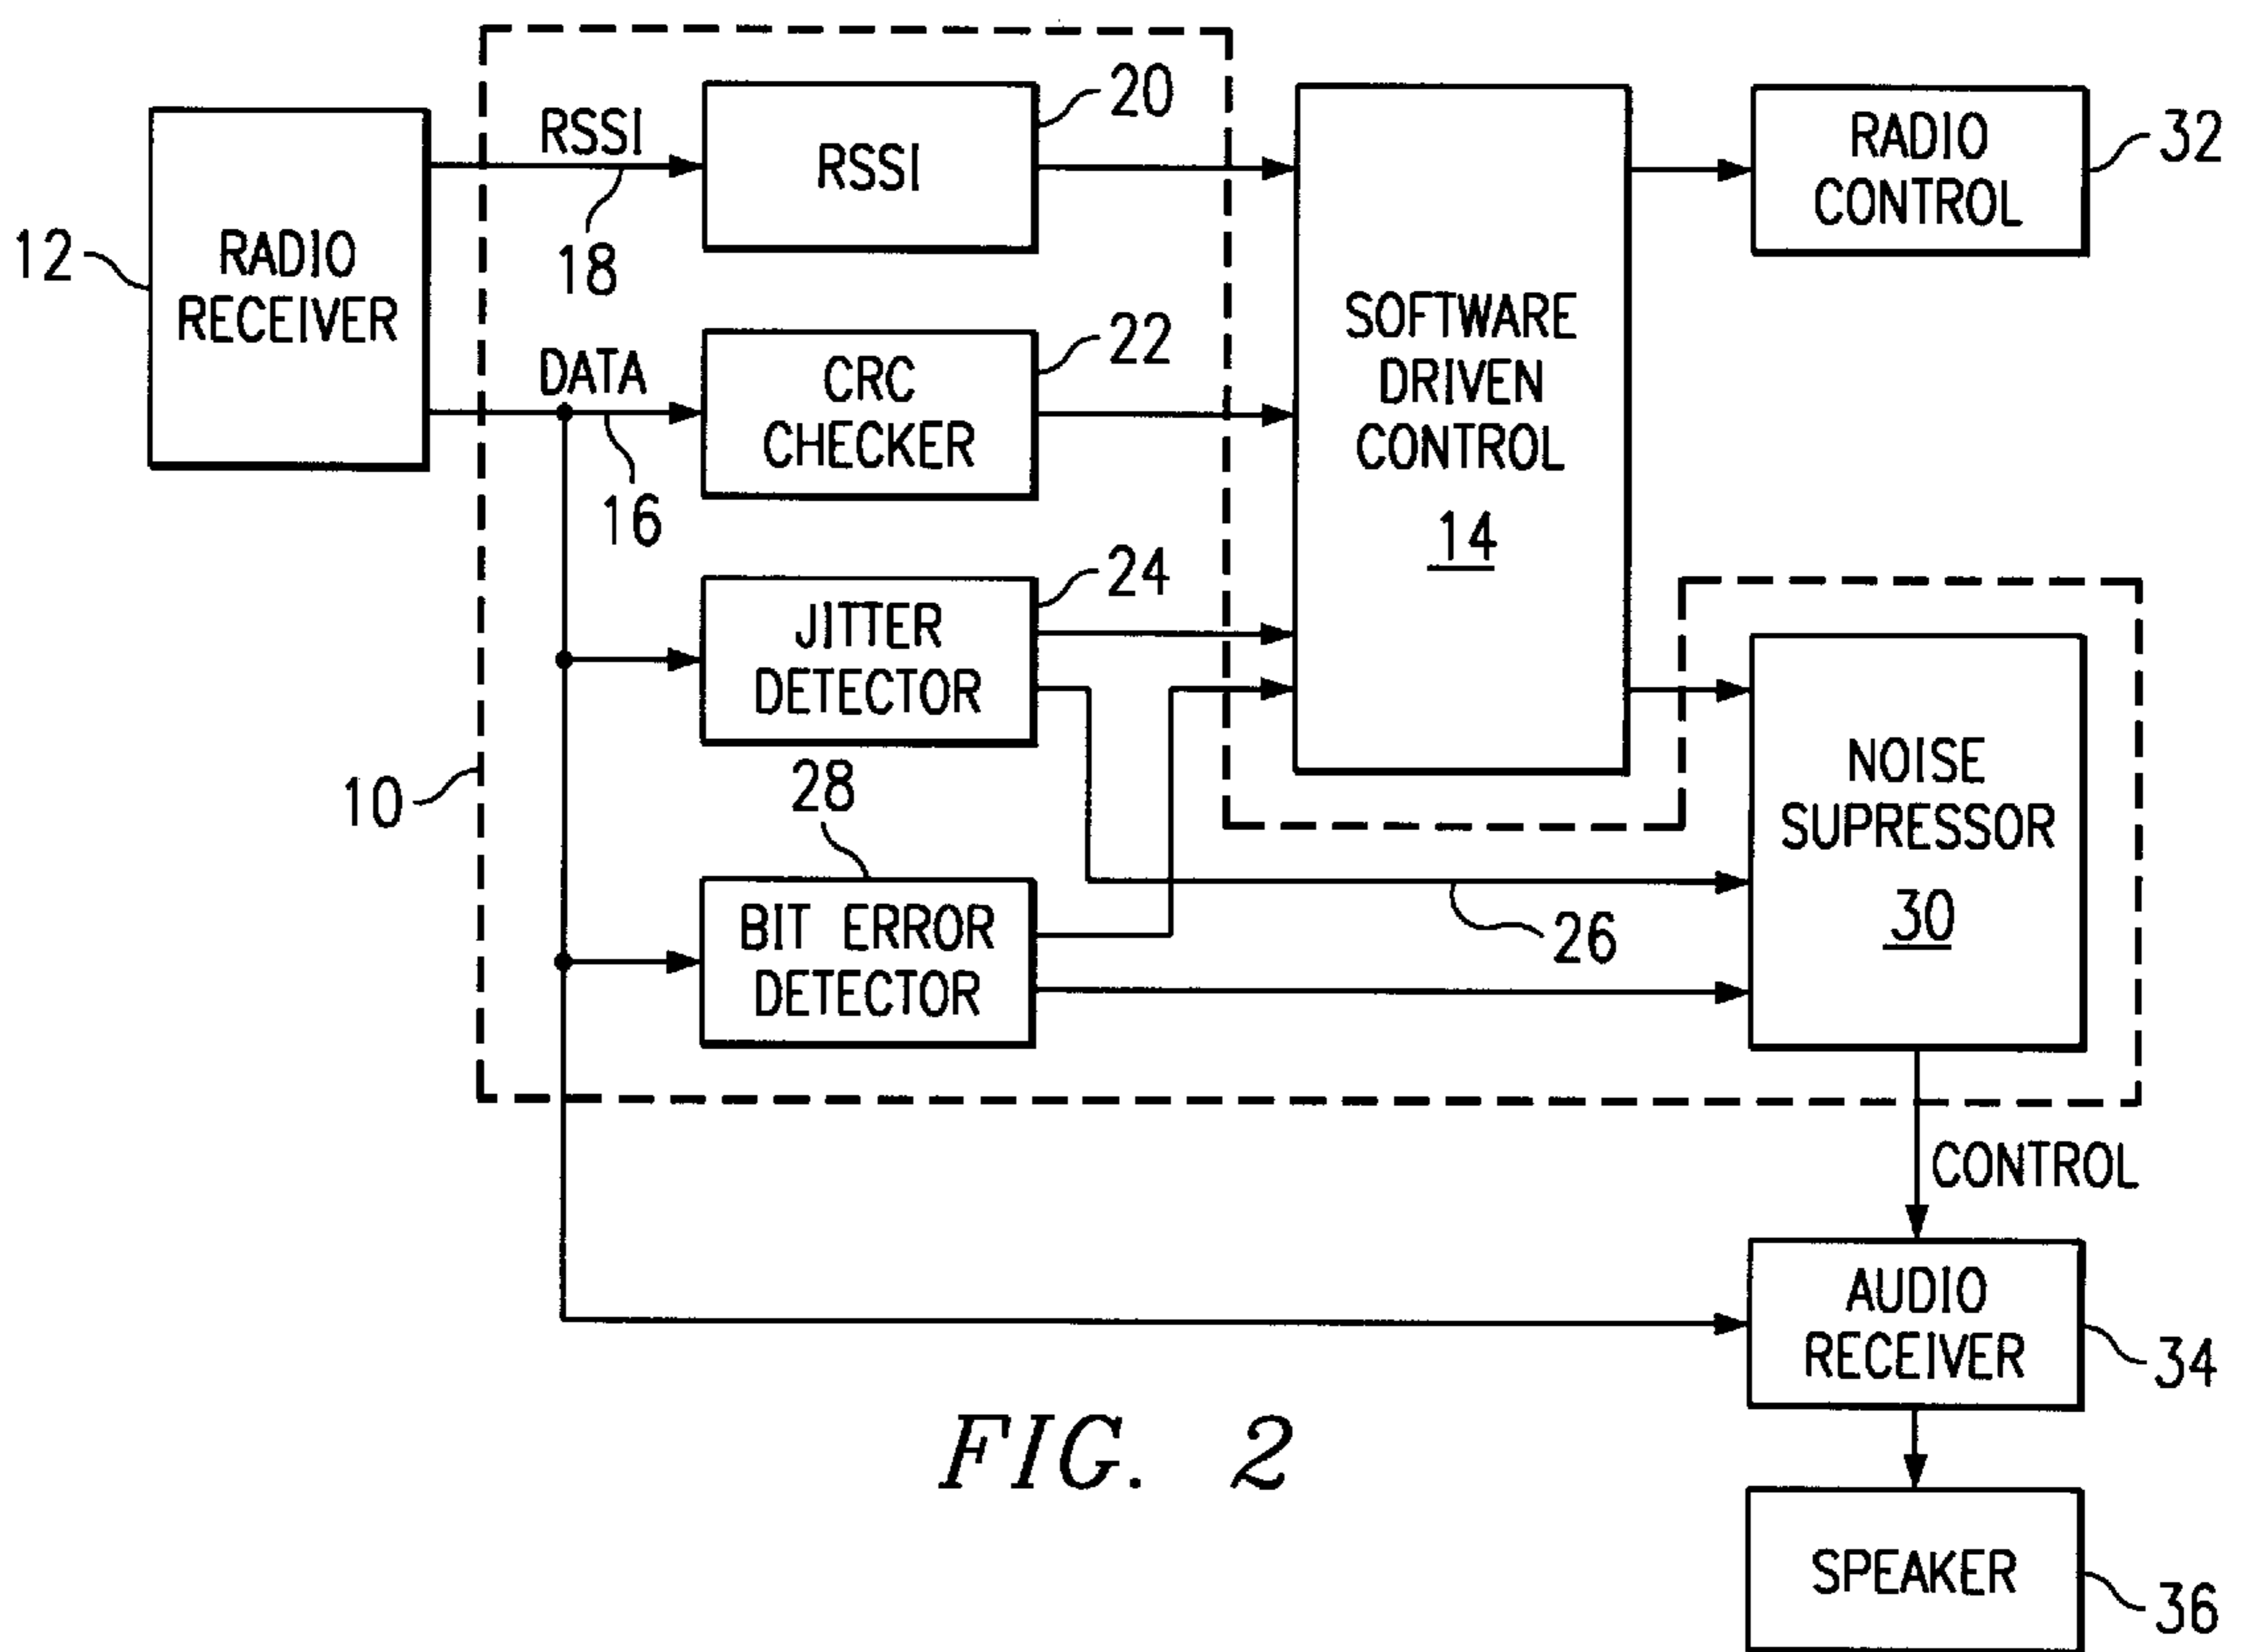 12
RADIO
RECEIVER
RSSI
18
RSSI
20
DATA
16
CRC
CHECKER
22
JITTER
DETECTOR
24
10
28
BIT ERROR
DETECTOR
SOFTWARE
DRIVEN
CONTROL
14
RADIO
CONTROL
32
NOISE
SUPRESSOR
30
26
CONTROL
AUDIO
RECEIVER
34
SPEAKER
36
FIG. 2